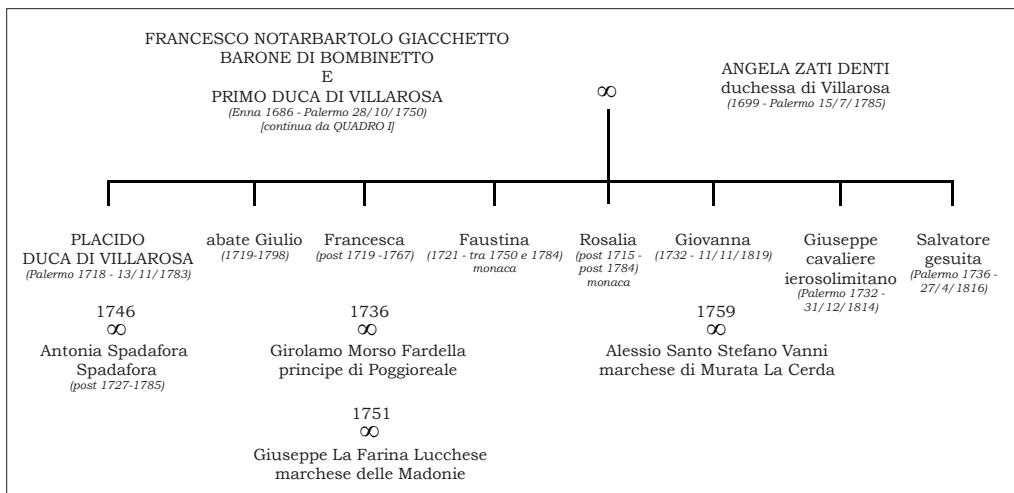 FRANCESCO NOTARBARTOLO GIACCHETTO
BARONE DI BOMBINETTO
E
PRIMO DUCA DI VILLAROSA
(Enna 1686 - Palermo 28/10/1750)
[continua da QUADRO I]
∞
ANGELA ZATI DENTI
duchessa di Villarosa
(1699 - Palermo 15/7/1785)
PLACIDO
DUCA DI VILLAROSA
(Palermo 1718 - 13/11/1783)
1746
∞
Antonia Spadafora
Spadafora
(post 1727-1785)
abate Giulio
(1719-1798)
Francesca
(post 1719 -1767)
1736
∞
Girolamo Morso Fardella
principe di Poggioreale
1751
∞
Giuseppe La Farina Lucchese
marchese delle Madonie
Faustina
(1721 - tra 1750 e 1784)
monaca
Rosalia
(post 1715 -
post 1784)
monaca
Giovanna
(1732 - 11/11/1819)
1759
∞
Alessio Santo Stefano Vanni
marchese di Murata La Cerda
Giuseppe
cavaliere
ierosolimitano
(Palermo 1732 -
31/12/1814)
Salvatore
gesuita
(Palermo 1736 -
27/4/1816)